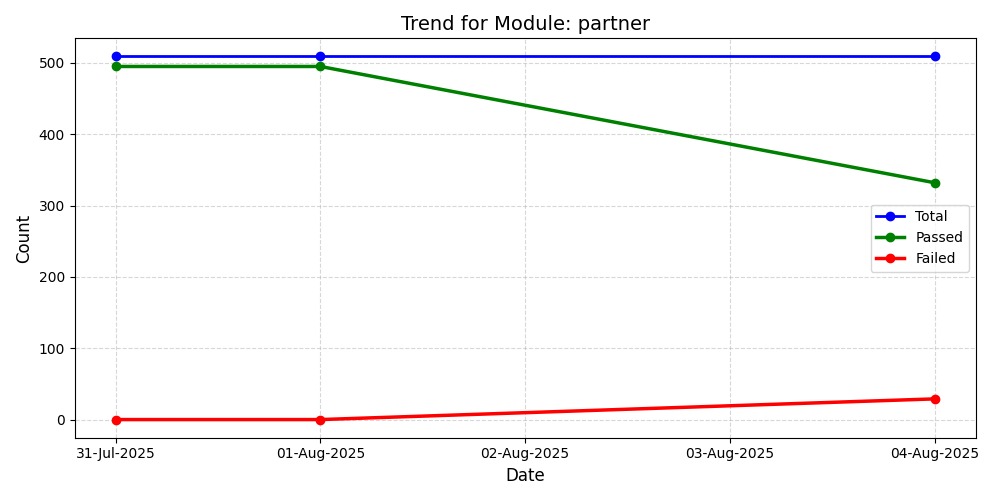 Trend for Module: partner
500
400
300
200
100
0
Count
Total
Passed
Failed
31-Jul-2025
01-Aug-2025
02-Aug-2025
03-Aug-2025
04-Aug-2025
Date